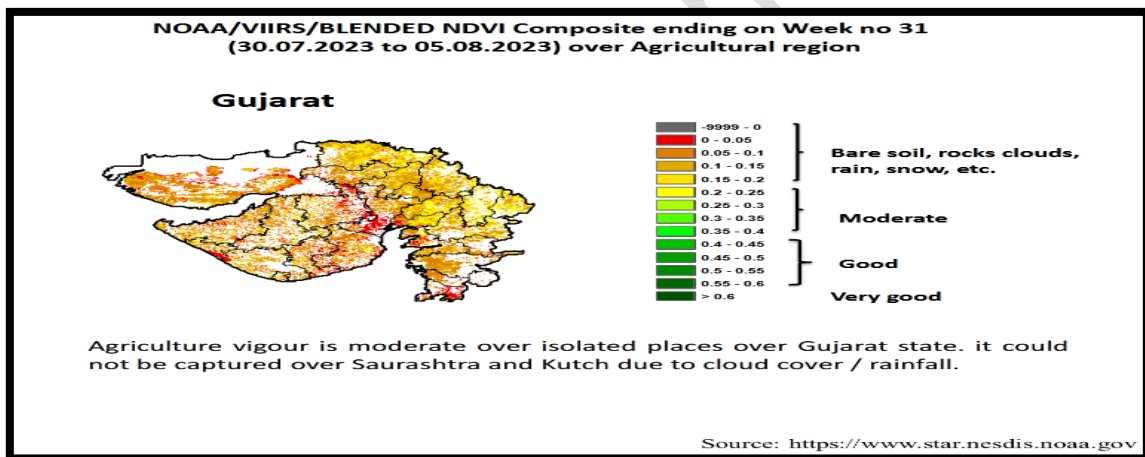 NOAA/VIIRS/BLENDED NDVI Composite ending on Week no 31
(30.07.2023 to 05.08.2023) over Agricultural region
Gujarat
-9999 - 0
0 - 0.05
0.05 - 0.1
0.1 - 0.15
0.15 - 0.2
0.2 - 0.25
0.25 - 0.3
0.3 - 0.35
0.35 - 0.4
0.4 - 0.45
0.45 - 0.5
0.5 - 0.55
0.55 - 0.6
> 0.6
Bare soil, rocks clouds,
rain, snow, etc.
Moderate
Good
Very good
Agriculture vigour is moderate over isolated places over Gujarat state. it could
not be captured over Saurashtra and Kutch due to cloud cover / rainfall.
Source: https://www.star.nesdis.noaa.gov